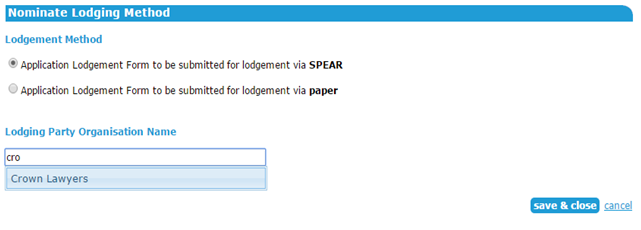 Nominate Lodging Method
Lodgement Method
Application Lodgement Form to be submitted for lodgement via SPEAR
Application Lodgement Form to be submitted for lodgement via paper
Lodging Party Organisation Name
cro
Crown Lawyers
save & close cancel